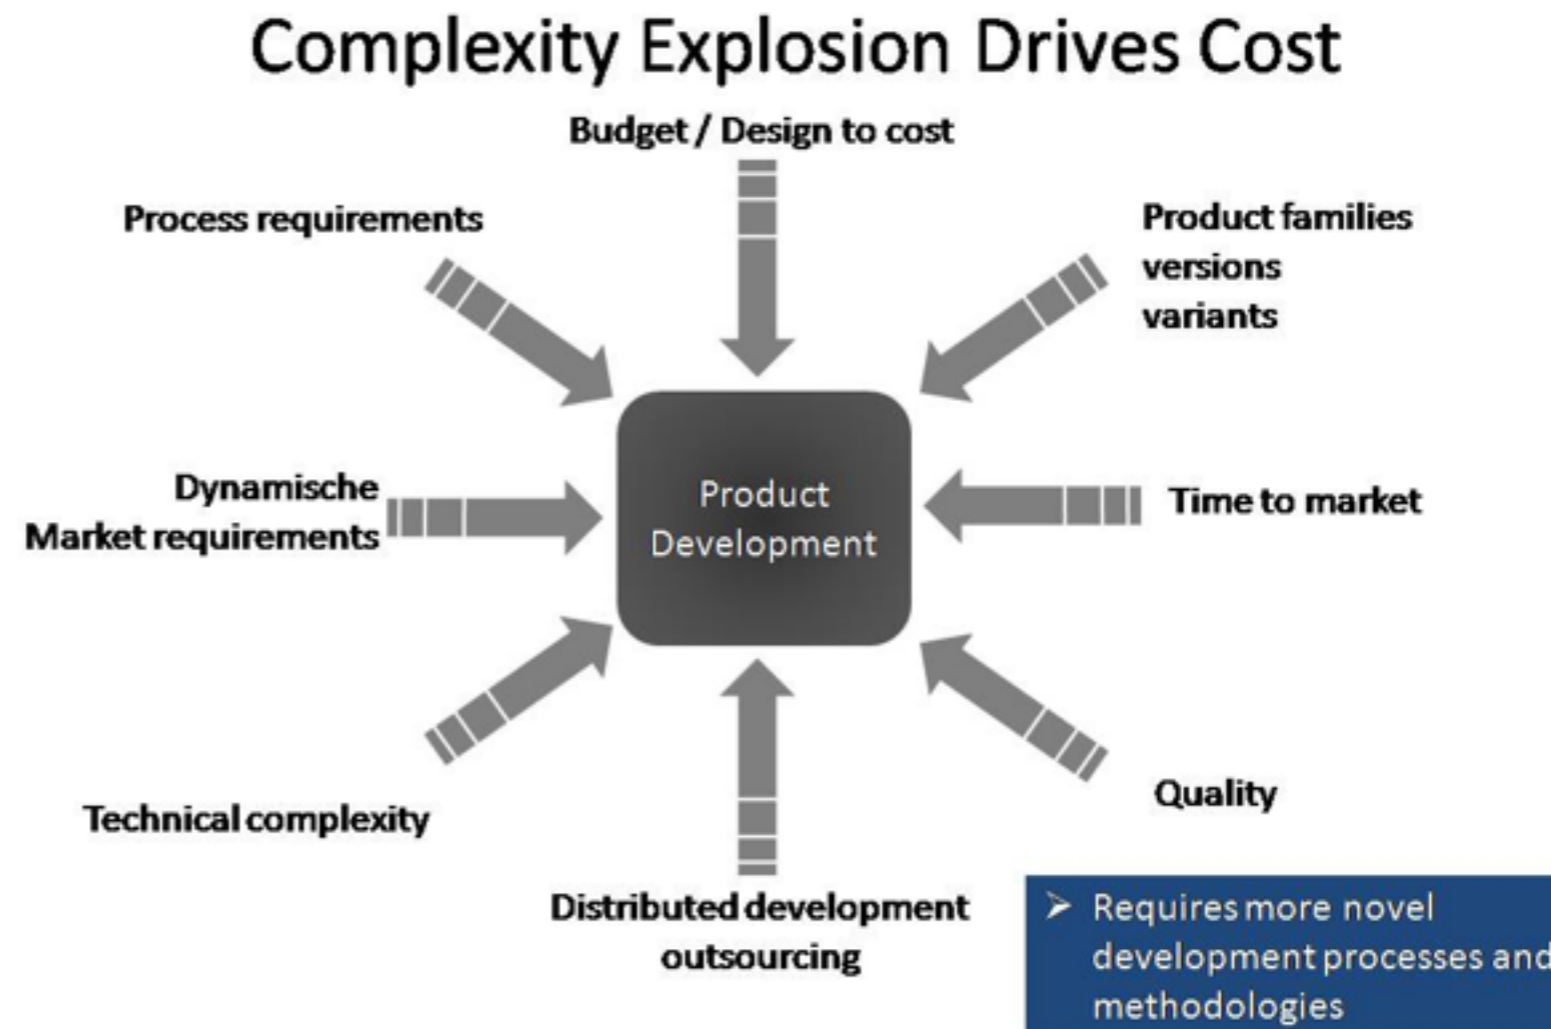 Complexity Explosion Drives Cost
Budget / Design to cost
Process requirements
Product families
versions
variants
Dynamische
Market requirements
Product
Development
Time to market
Technical complexity
Quality
Distributed development
outsourcing
➢ Requires more novel
development processes and
methodologies